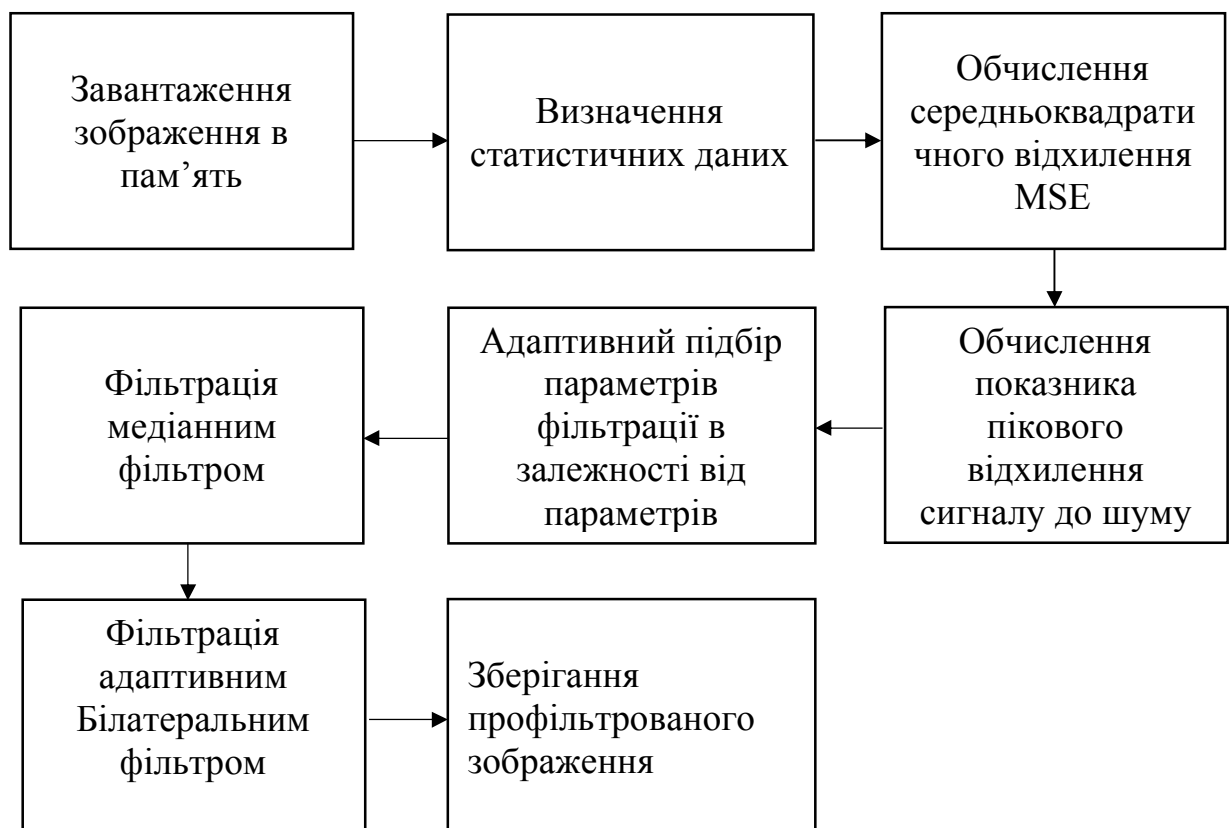 Завантаження
зображення в
пам’ять
Визначення
статистичних даних
Обчислення
середньоквадрати
чного відхилення
MSE
Обчислення
показника
пікового
відхилення
сигналу до шуму
Адаптивний підбір
параметрів
фільтрації в
залежності від
параметрів
Фільтрація
медіанним
фільтром
Фільтрація
адаптивним
Білатеральним
фільтром
Зберігання
профільтрованого
зображення